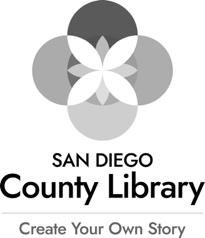 SAN DIEGO
County Library
Create Your Own Story